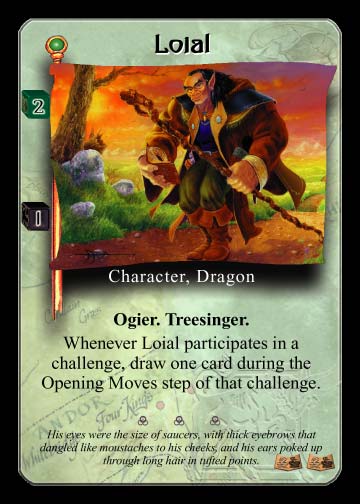 Loial
2
0
Character, Dragon
Ogier. Treesinger.
Whenever Loial participates in a
challenge, draw one card during the
Opening Moves step of that challenge.
Four Kings
His eyes were the size of saucers, with thick eyebrows that
dangled like moustaches to his cheeks, and his ears poked up
through long hair in tufted points.